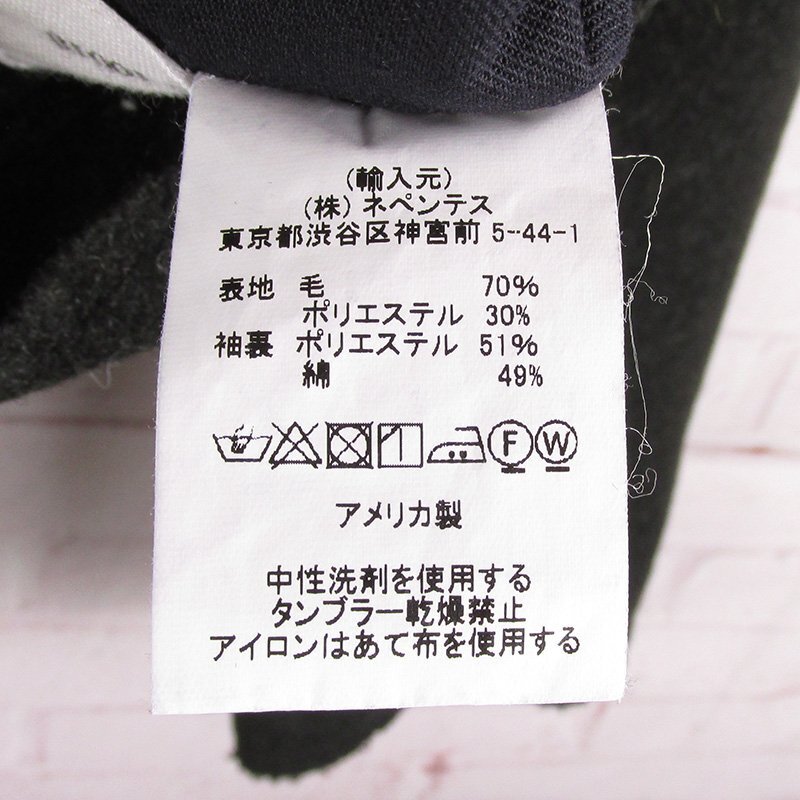 (輸入元)
(株) ネペンテス
東京都渋谷区神宮前 5-44-1
表地 毛 70%
ポリエステル 30%
袖裏 ポリエステル 51%
綿 49%
F W
アメリカ製
中性洗剤を使用する
タンブラー乾燥禁止
アイロンはあて布を使用する